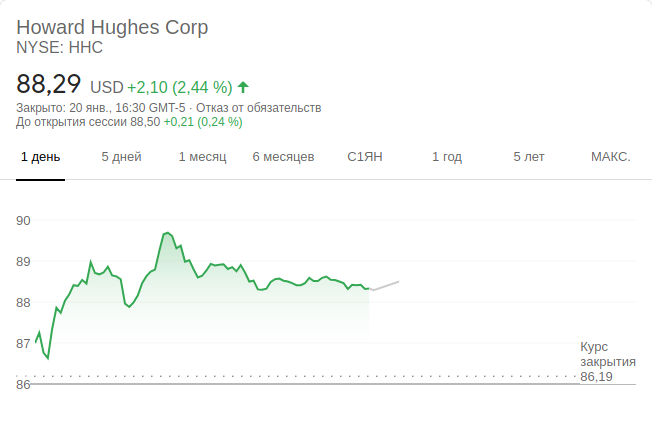 Howard Hughes Corp
NYSE: HHC
88,29 USD +2,10 (2,44 %)
Закрыто: 20 янв., 16:30 GMT-5 · Отказ от обязательств
До открытия сессии 88,50 +0,21 (0,24 %)
1 день 5 дней 1 месяц 6 месяцев С1ЯН 1 год 5 лет МАКС.
90
89
88
87
Курс
закрытия
86,19
86